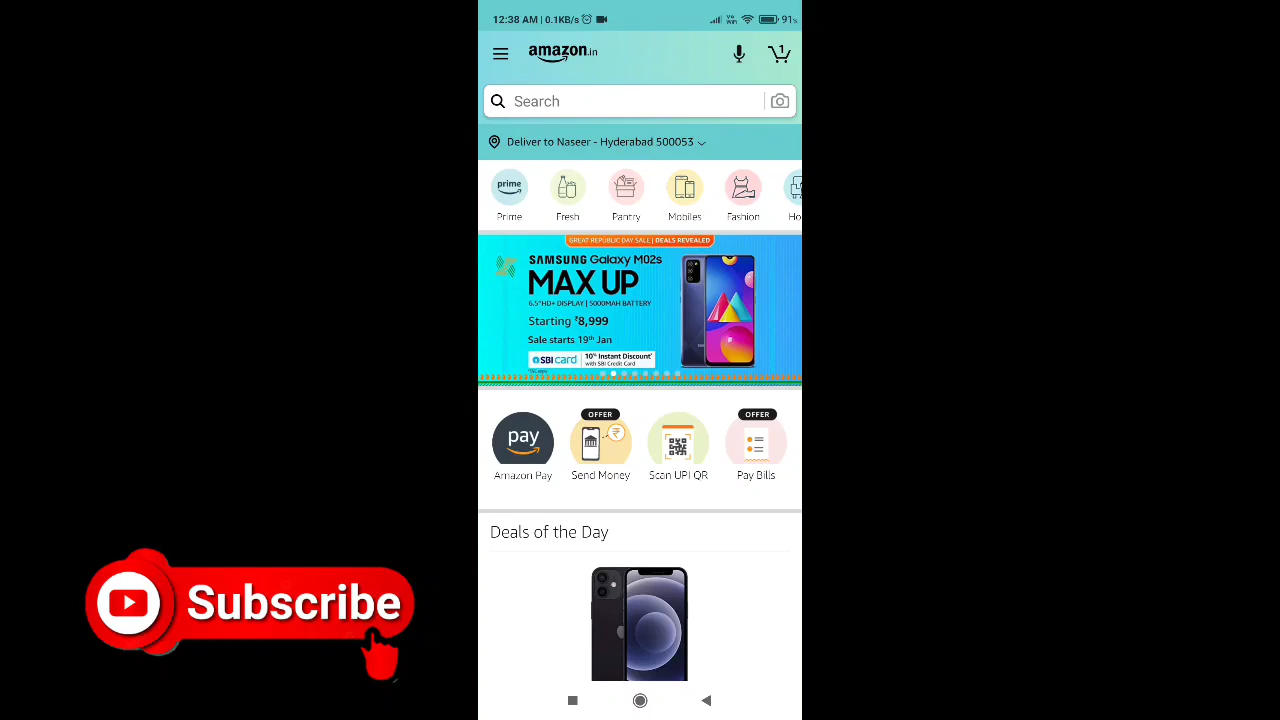 12:38 AM | 0.1KB/s
Vo
WiFi
91%
amazon.in
1
Search
Deliver to Naseer - Hyderabad 500053
prime
Prime
Fresh
Pantry
Mobiles
Fashion
Ho
GREAT REPUBLIC DAY SALE | DEALS REVEALED
SAMSUNG Galaxy M02s
MAX UP
6.5"HD+ DISPLAY | 5000MAH BATTERY
Starting ₹8,999
Sale starts 19th Jan
SBI card
10% Instant Discount*
with SBI Credit Card
OFFER
OFFER
pay
Amazon Pay
Send Money
Scan UPI QR
Pay Bills
Deals of the Day
Subscribe